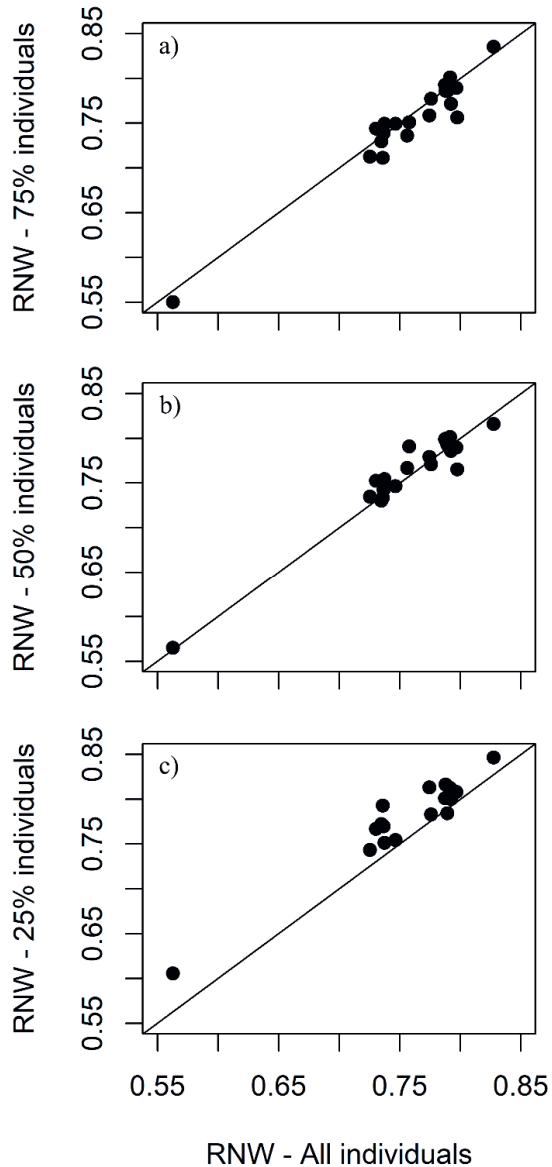 a)
RNW - 75% individuals
0.85
0.75
0.65
0.55
b)
RNW - 50% individuals
0.85
0.75
0.65
0.55
c)
RNW - 25% individuals
0.85
0.75
0.65
0.55
0.55 0.65 0.75 0.85
RNW - All individuals